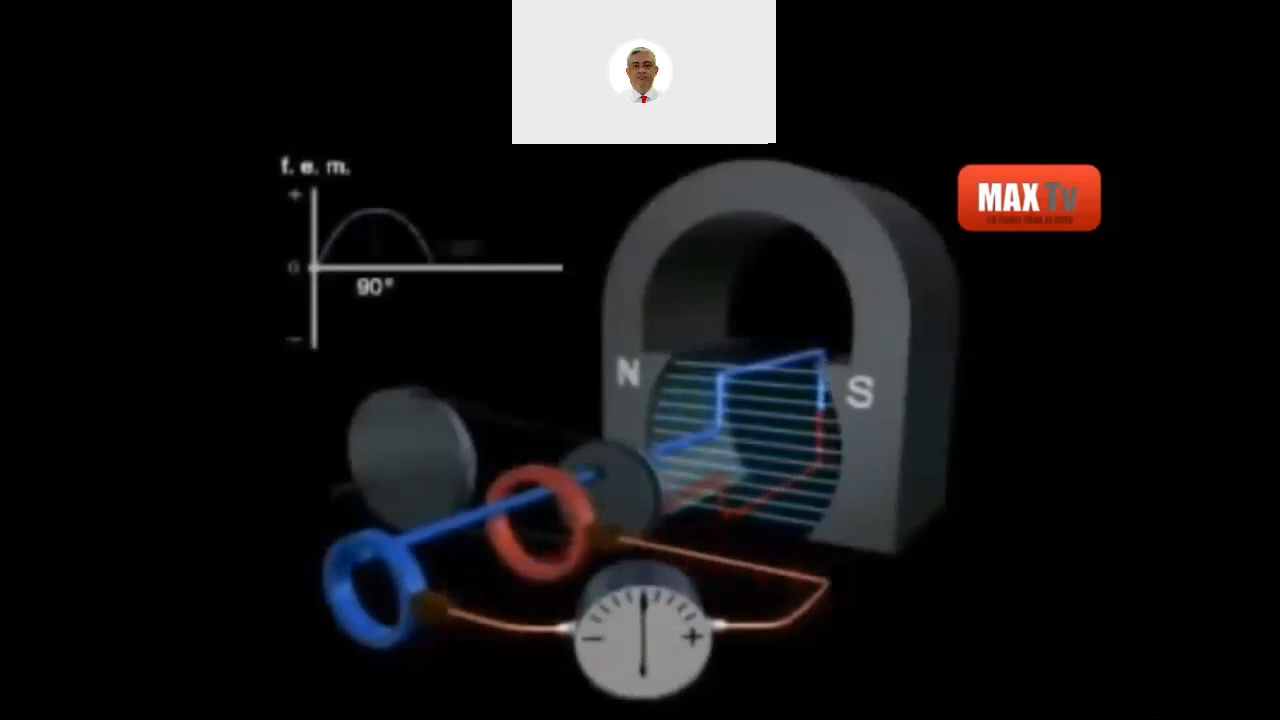 f. e. m.
+
MAX Tv
0
90°
−
N
S
− +